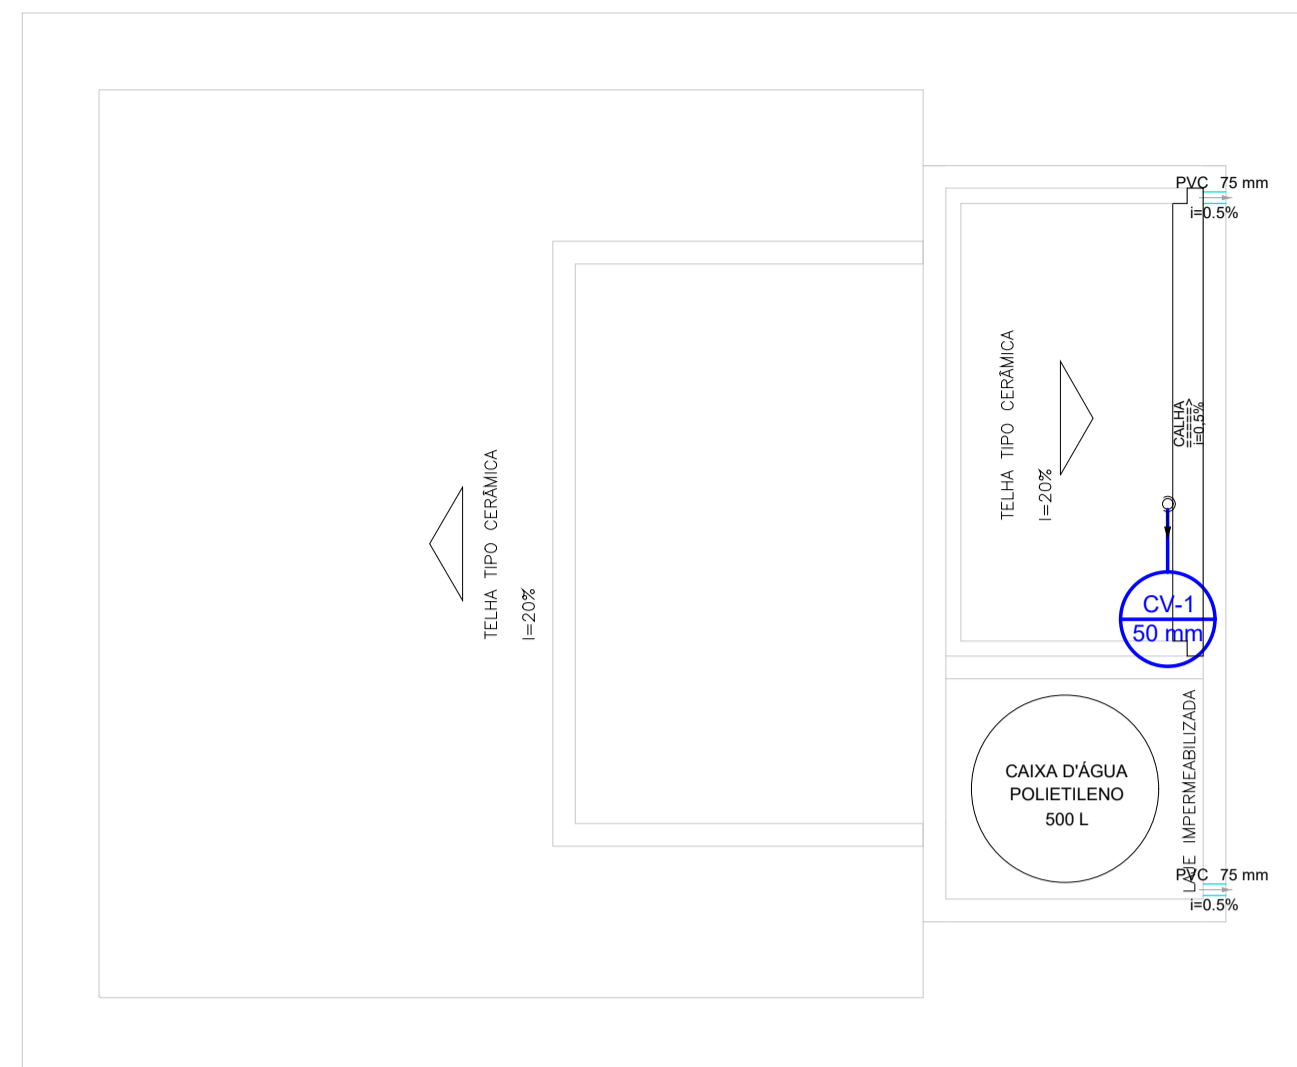 PVC 75 mm
i=0.5%
TELHA TIPO CERÂMICA
I=20%
CALHA
=====>
i=0,5%
TELHA TIPO CERÂMICA
I=20%
CV-1
50 mm
CAIXA D'ÁGUA
POLIETILENO
500 L
LAJE IMPERMEABILIZADA
PVC 75 mm
i=0.5%